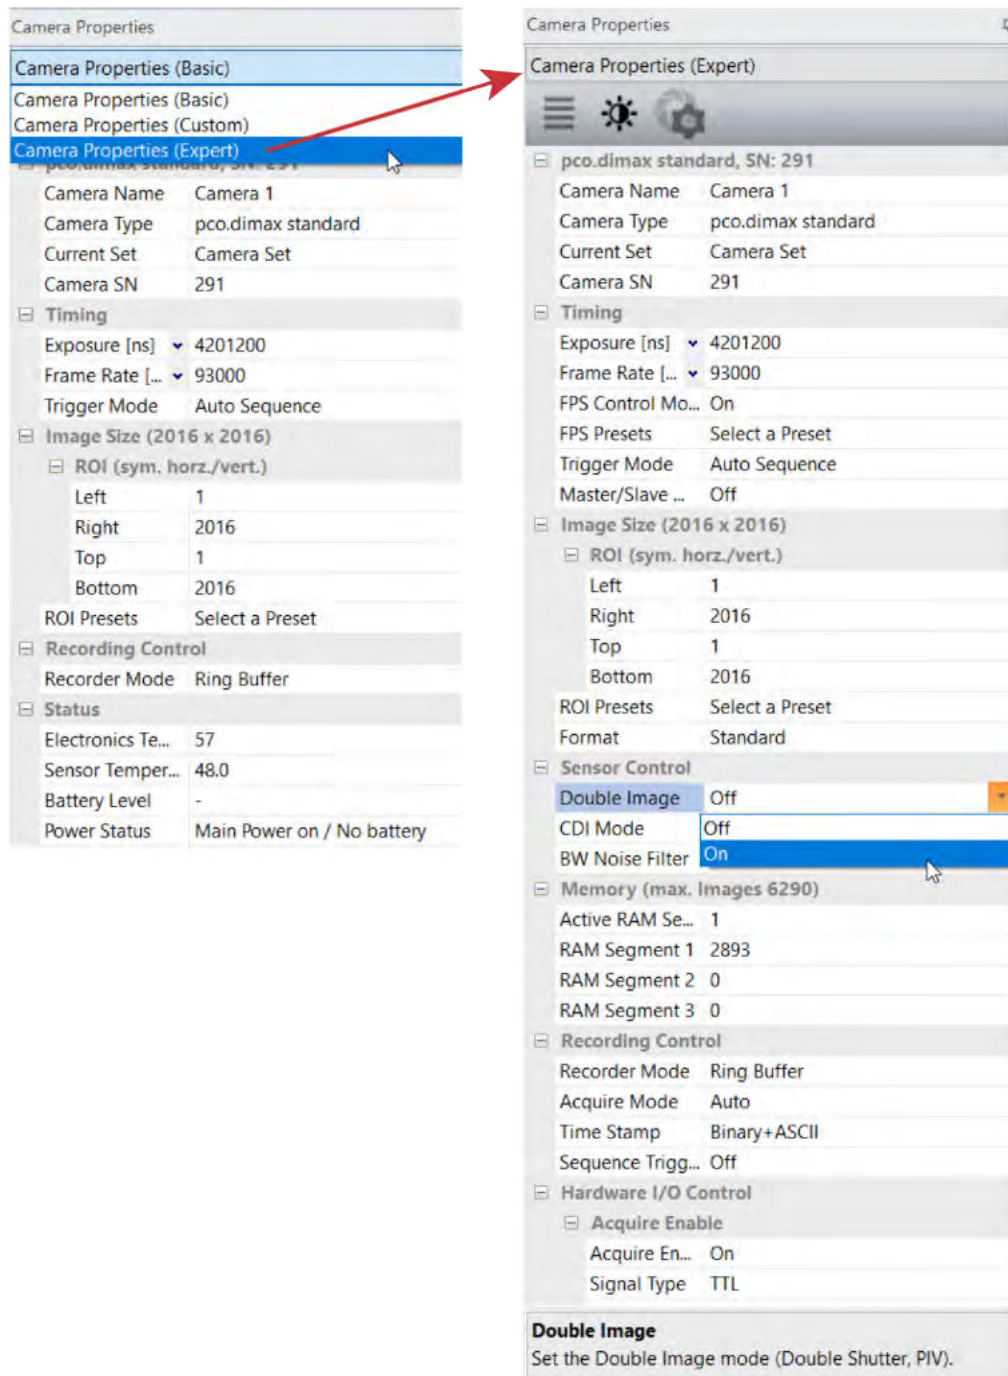 Camera Properties
Camera Properties (Basic)
Camera Properties (Basic)
Camera Properties (Custom)
Camera Properties (Expert)
pco.dimax standard, SN: 291
Camera Name Camera 1
Camera Type pco.dimax standard
Current Set Camera Set
Camera SN 291
Timing
Exposure [ns] 4201200
Frame Rate [... 93000
Trigger Mode Auto Sequence
Image Size (2016 x 2016)
ROI (sym. horz./vert.)
Left 1
Right 2016
Top 1
Bottom 2016
ROI Presets Select a Preset
Recording Control
Recorder Mode Ring Buffer
Status
Electronics Te... 57
Sensor Temper... 48.0
Battery Level -
Power Status Main Power on / No battery
Camera Properties
Camera Properties (Expert)
pco.dimax standard, SN: 291
Camera Name Camera 1
Camera Type pco.dimax standard
Current Set Camera Set
Camera SN 291
Timing
Exposure [ns] 4201200
Frame Rate [... 93000
FPS Control Mo... On
FPS Presets Select a Preset
Trigger Mode Auto Sequence
Master/Slave ... Off
Image Size (2016 x 2016)
ROI (sym. horz./vert.)
Left 1
Right 2016
Top 1
Bottom 2016
ROI Presets Select a Preset
Format Standard
Sensor Control
Double Image Off
CDI Mode Off
BW Noise Filter On
Memory (max. Images 6290)
Active RAM Se... 1
RAM Segment 1 2893
RAM Segment 2 0
RAM Segment 3 0
Recording Control
Recorder Mode Ring Buffer
Acquire Mode Auto
Time Stamp Binary+ASCII
Sequence Trigg... Off
Hardware I/O Control
Acquire Enable
Acquire En... On
Signal Type TTL
Double Image
Set the Double Image mode (Double Shutter, PIV).